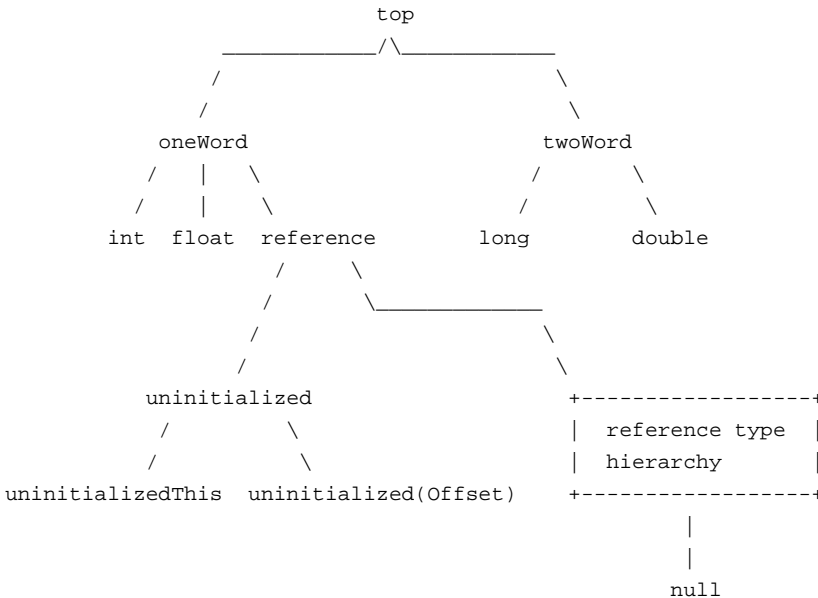 top
oneWord twoWord
int float reference long double
uninitialized
reference type
hierarchy
uninitializedThis uninitialized(Offset)
null